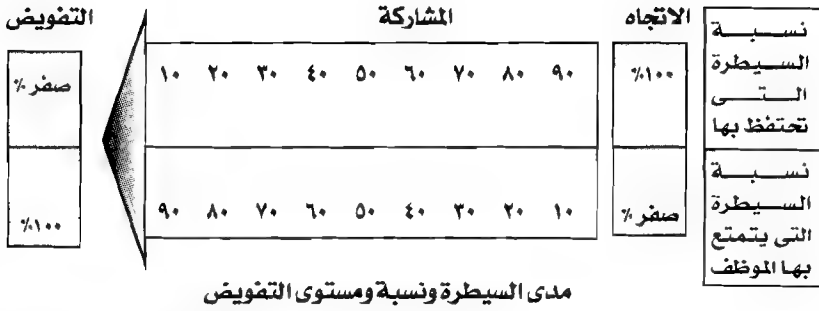 الاتجاه المشاركة التفويض
نسبة
السيطرة
التى
تحتفظ بها
٪١٠٠ ٩٠ ٨٠ ٧٠ ٦٠ ٥٠ ٤٠ ٣٠ ٢٠ ١٠ صفر٪
نسبة
السيطرة
التى يتمتع
بها الموظف
صفر٪ ١٠ ٢٠ ٣٠ ٤٠ ٥٠ ٦٠ ٧٠ ٨٠ ٩٠ ٪١٠٠
مدى السيطرة ونسبة ومستوى التفويض